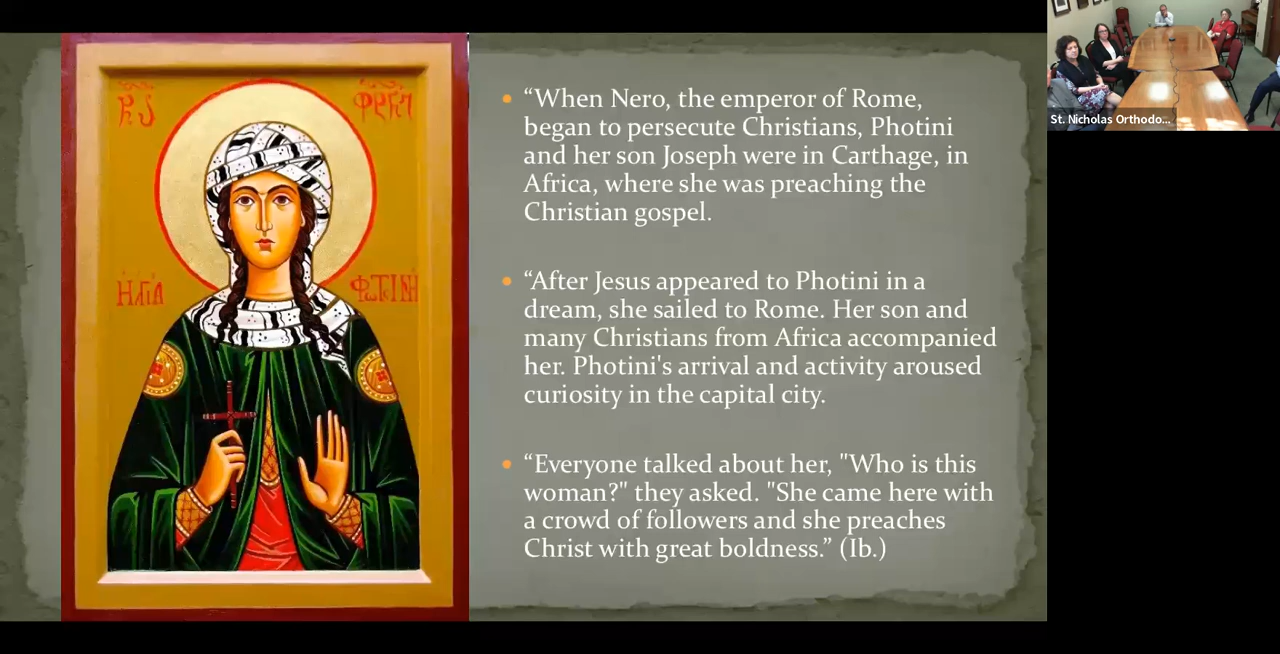 ἉΓΊΑ
ΦΩΤΕΙΝΉ
“When Nero, the emperor of Rome,
began to persecute Christians, Photini
and her son Joseph were in Carthage, in
Africa, where she was preaching the
Christian gospel.
“After Jesus appeared to Photini in a
dream, she sailed to Rome. Her son and
many Christians from Africa accompanied
her. Photini's arrival and activity aroused
curiosity in the capital city.
“Everyone talked about her, "Who is this
woman?" they asked. "She came here with
a crowd of followers and she preaches
Christ with great boldness.” (Ib.)
St. Nicholas Orthodo...